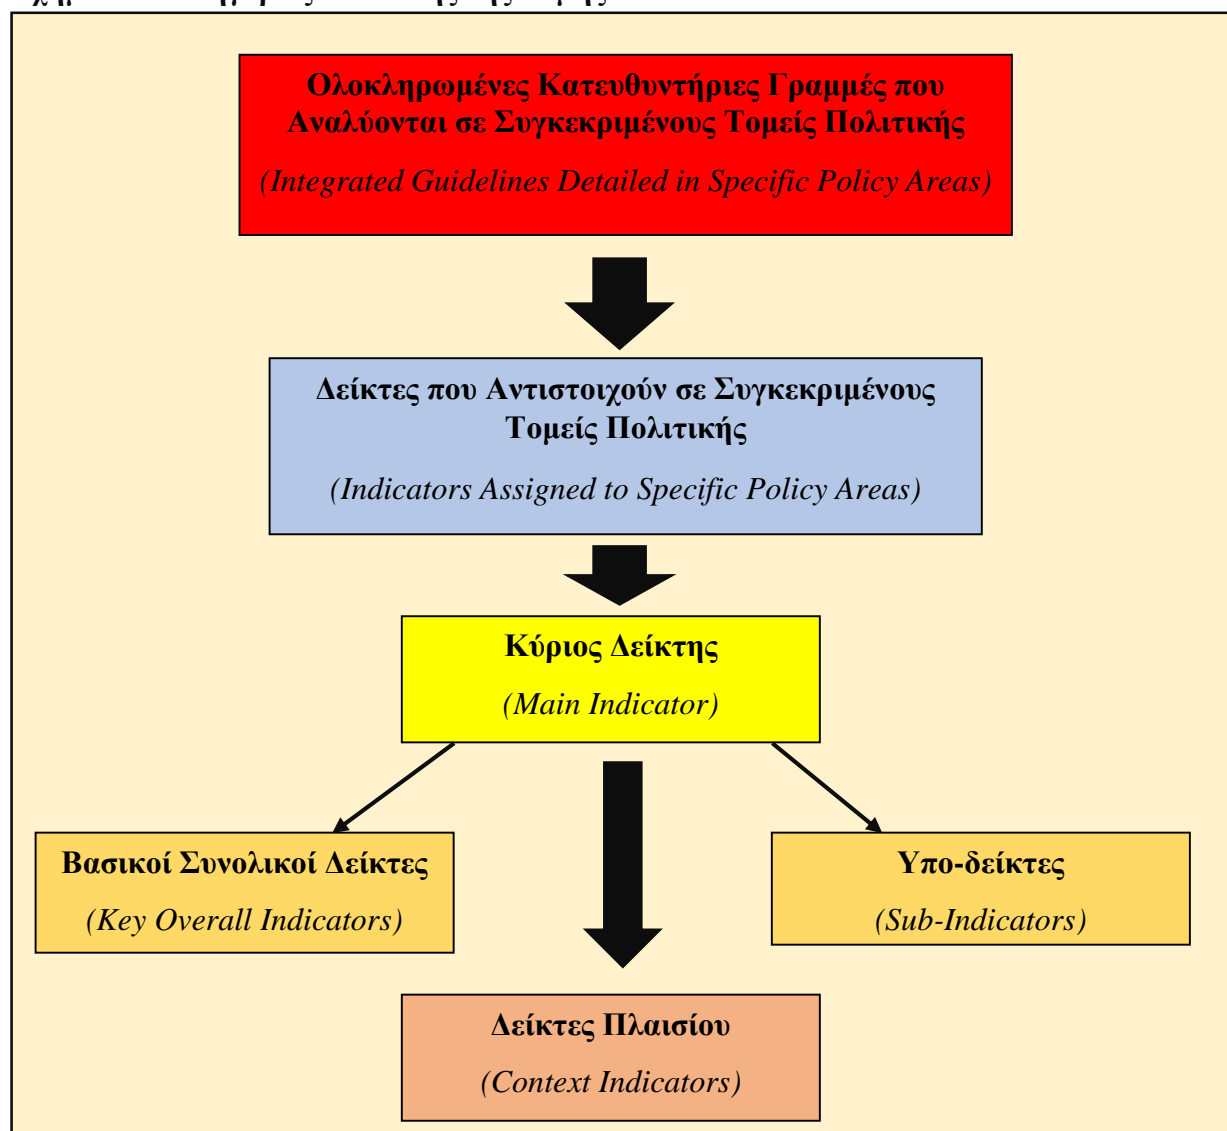 Ολοκληρωμένες Κατευθυντήριες Γραμμές που
Αναλύονται σε Συγκεκριμένους Τομείς Πολιτικής
(Integrated Guidelines Detailed in Specific Policy Areas)
Δείκτες που Αντιστοιχούν σε Συγκεκριμένους
Τομείς Πολιτικής
(Indicators Assigned to Specific Policy Areas)
Κύριος Δείκτης
(Main Indicator)
Βασικοί Συνολικοί Δείκτες
(Key Overall Indicators)
Υπο-δείκτες
(Sub-Indicators)
Δείκτες Πλαισίου
(Context Indicators)